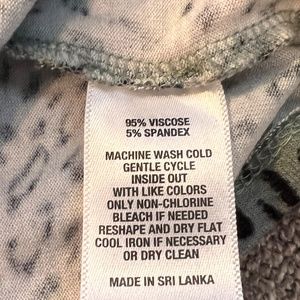 95% VISCOSE
5% SPANDEX
MACHINE WASH COLD
GENTLE CYCLE
INSIDE OUT
WITH LIKE COLORS
ONLY NON-CHLORINE
BLEACH IF NEEDED
RESHAPE AND DRY FLAT
COOL IRON IF NECESSARY
OR DRY CLEAN
MADE IN SRI LANKA